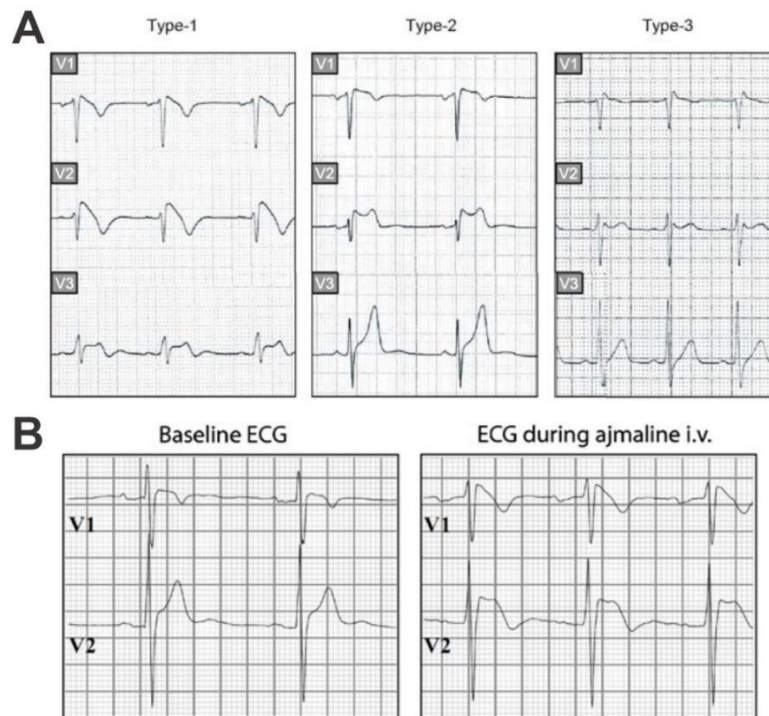 A
Type-1
Type-2
Type-3
V1
V2
V3
V1
V2
V3
V1
V2
V3
B
Baseline ECG
ECG during ajmaline i.v.
V1
V2
V1
V2